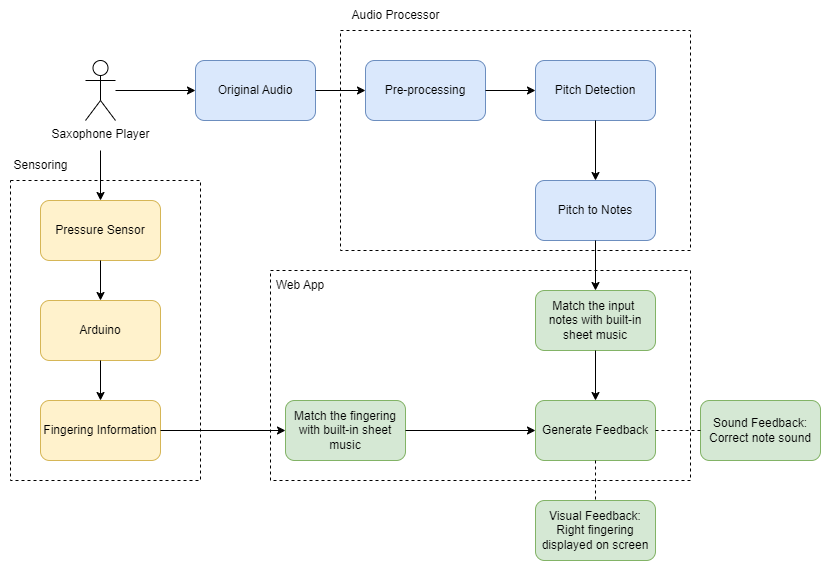 Audio Processor
Original Audio
Pre-processing
Pitch Detection
Saxophone Player
Sensoring
Pressure Sensor
Pitch to Notes
Web App
Match the input
notes with built-in
sheet music
Arduino
Fingering Information
Match the fingering
with built-in sheet
music
Generate Feedback
Sound Feedback:
Correct note sound
Visual Feedback:
Right fingering
displayed on screen